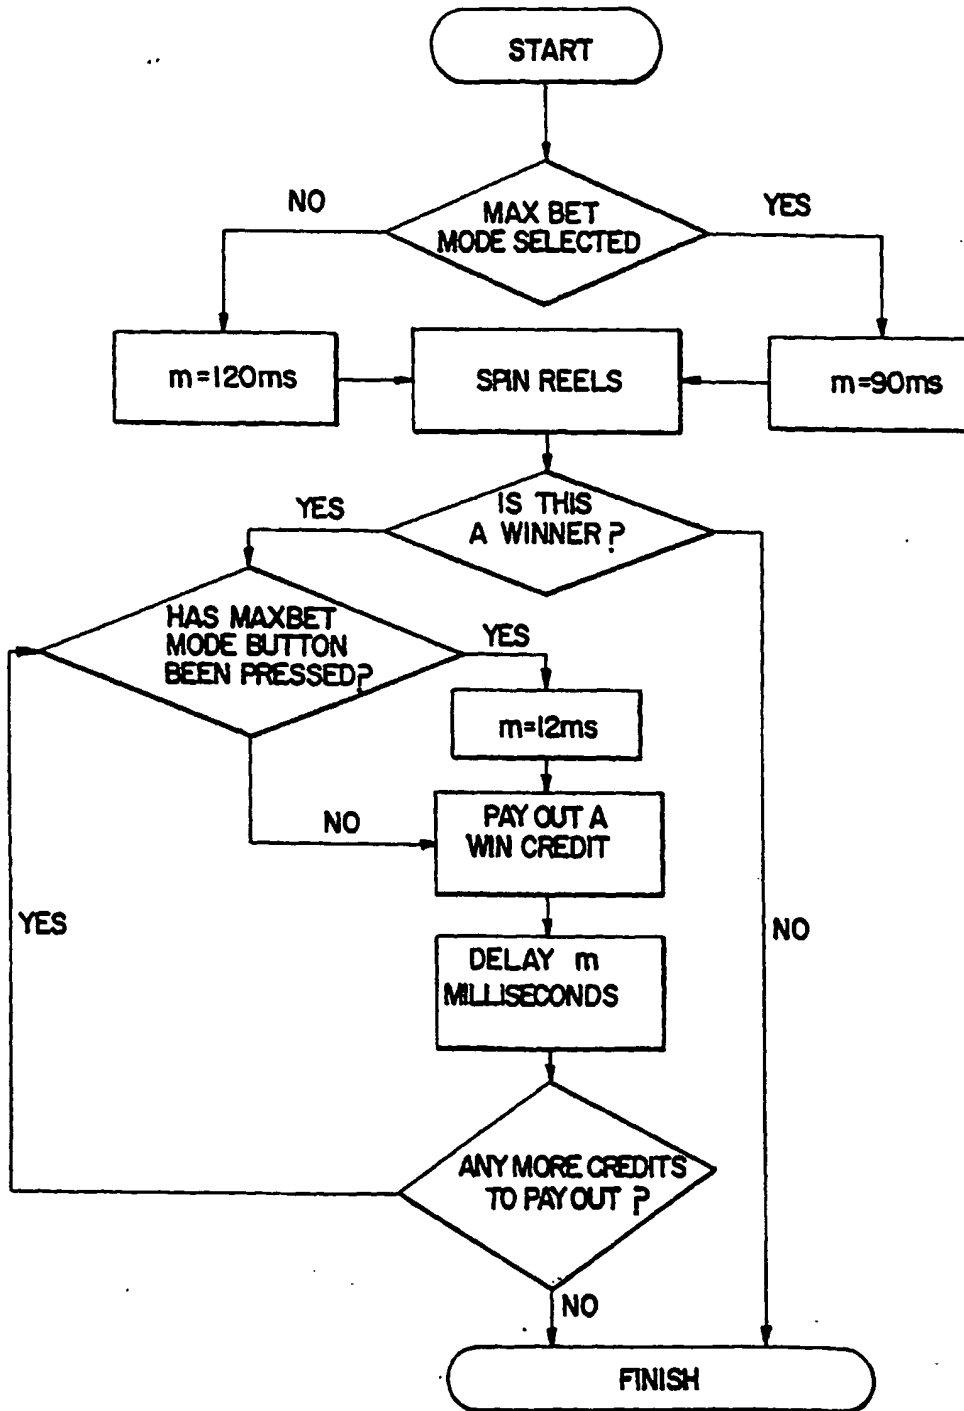 START
NO
MAX BET
MODE SELECTED
YES
m=120ms
SPIN REELS
m=90ms
YES
IS THIS
A WINNER?
HAS MAXBET
MODE BUTTON
BEEN PRESSED?
YES
m=12ms
NO
PAY OUT A
WIN CREDIT
YES
NO
DELAY m
MILLISECONDS
ANY MORE CREDITS
TO PAY OUT ?
NO
FINISH